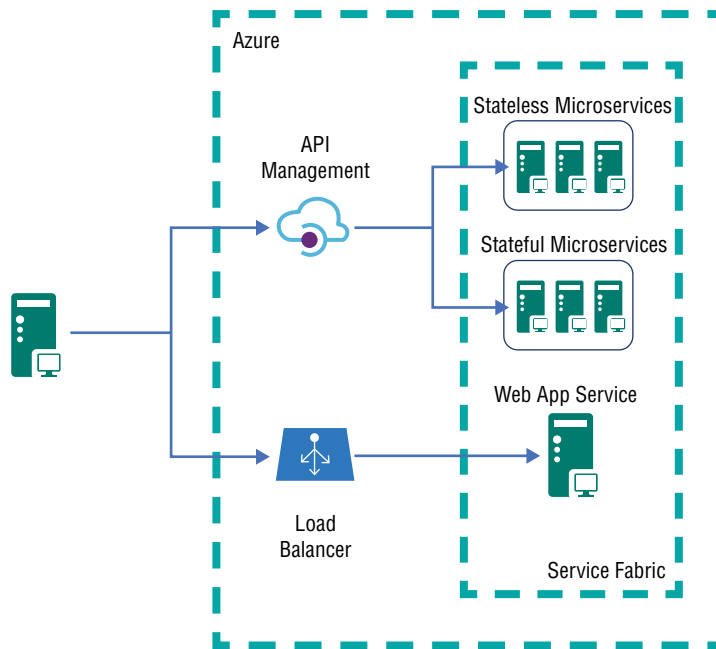 Azure
Stateless Microservices
API
Management
Stateful Microservices
Web App Service
Load
Balancer
Service Fabric